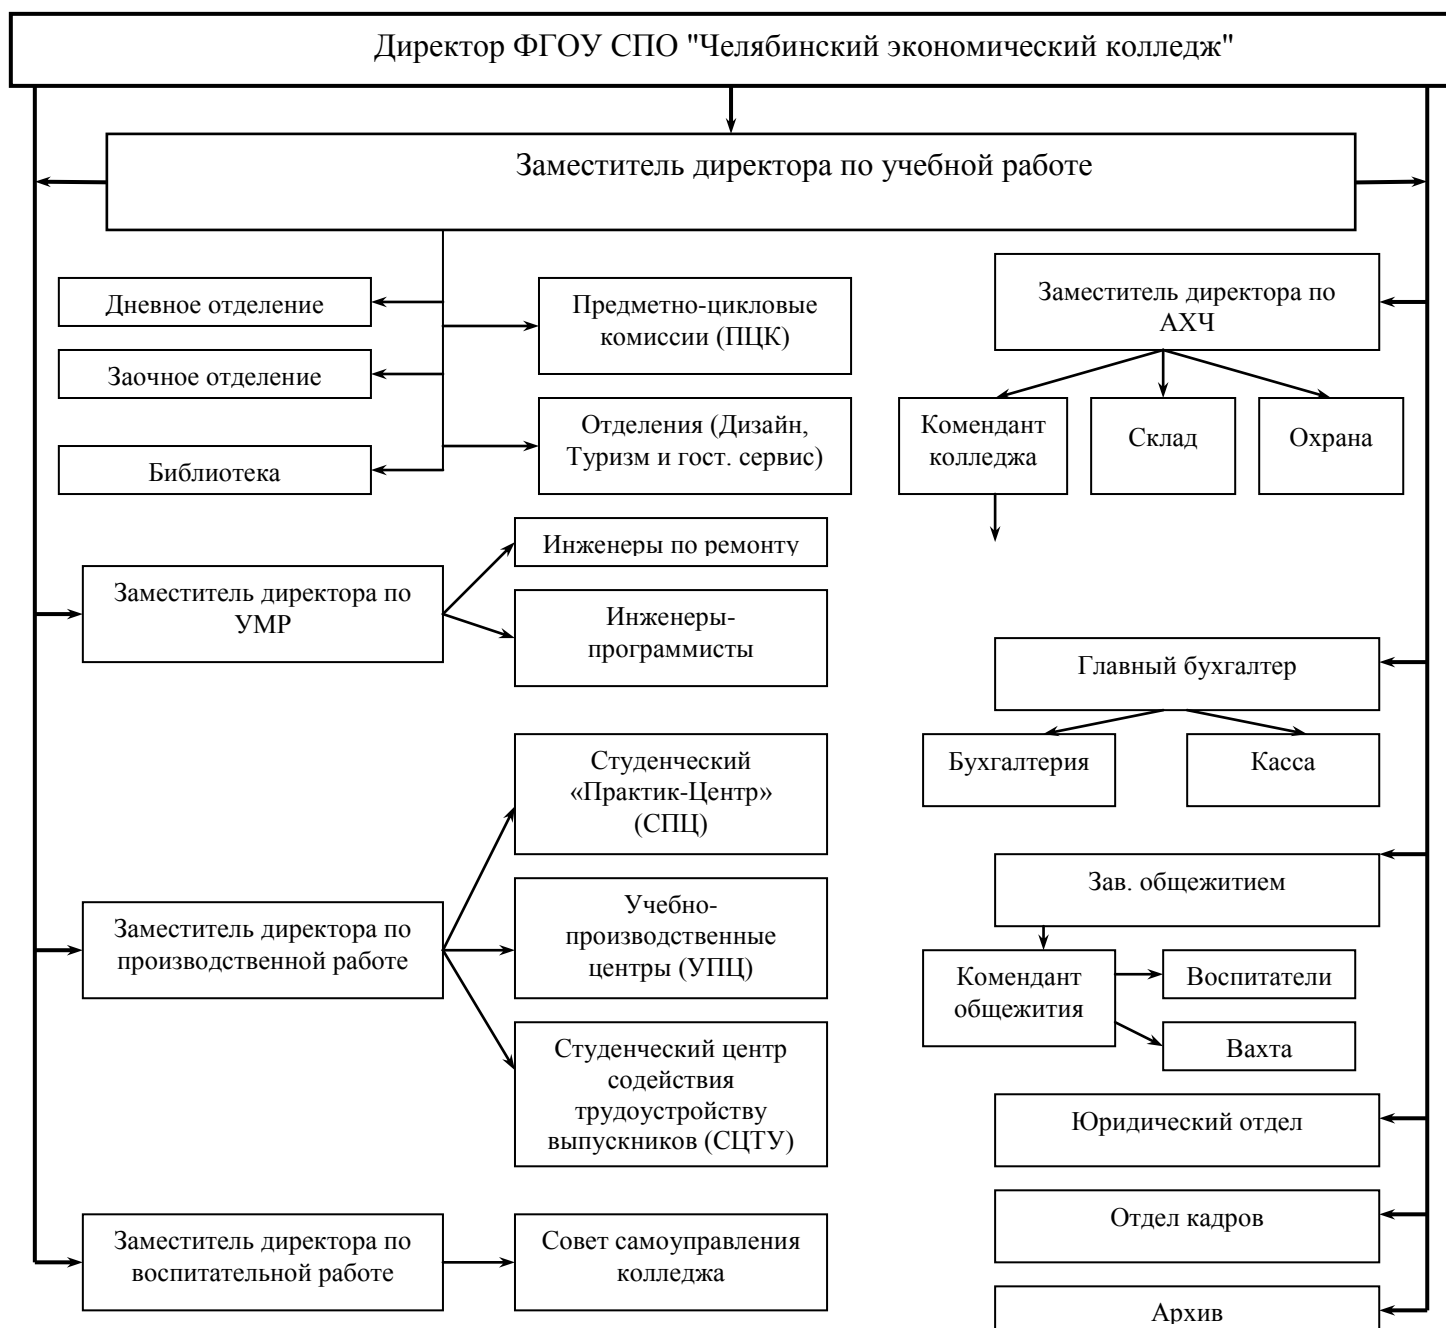 Директор ФГОУ СПО "Челябинский экономический колледж"
Заместитель директора по учебной работе
Дневное отделение
Заочное отделение
Библиотека
Предметно-цикловые
комиссии (ПЦК)
Отделения (Дизайн,
Туризм и гост. сервис)
Заместитель директора по
АХЧ
Комендант
колледжа
Склад
Охрана
Заместитель директора по
УМР
Инженеры по ремонту
Инженеры-
программисты
Главный бухгалтер
Бухгалтерия
Касса
Заместитель директора по
производственной работе
Студенческий
«Практик-Центр»
(СПЦ)
Учебно-
производственные
центры (УПЦ)
Студенческий центр
содействия
трудоустройству
выпускников (СЦТУ)
Зав. общежитием
Комендант
общежития
Воспитатели
Вахта
Юридический отдел
Отдел кадров
Архив
Заместитель директора по
воспитательной работе
Совет самоуправления
колледжа